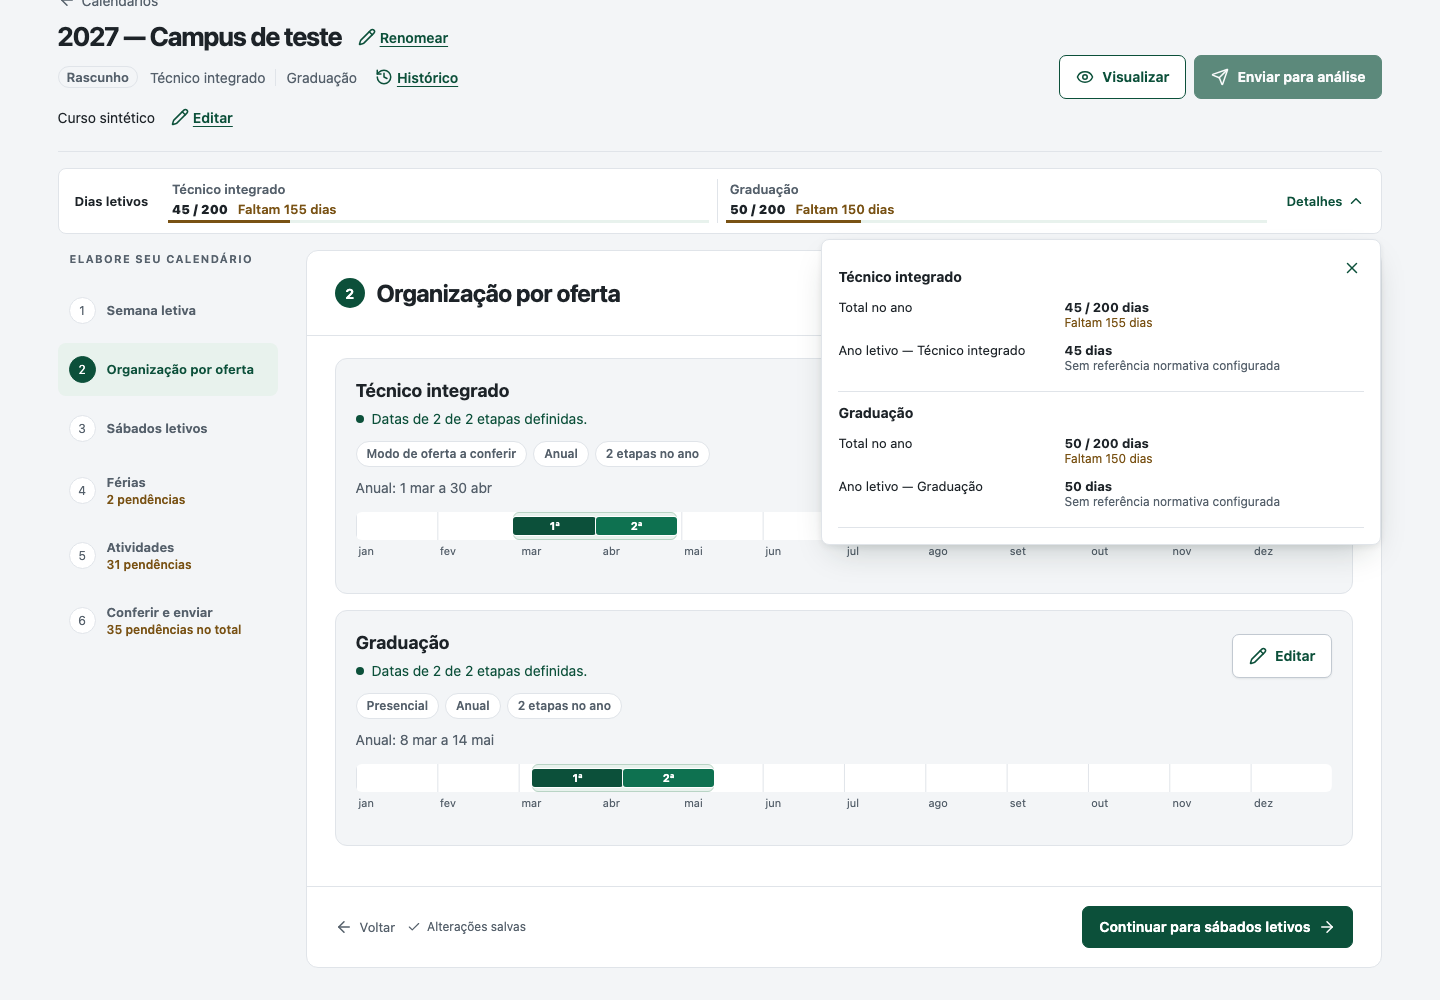 Calendários
2027 — Campus de teste
Renomear
Rascunho
Técnico integrado
Graduação
Histórico
Visualizar
Enviar para análise
Curso sintético
Editar
Dias letivos
Técnico integrado
45 / 200 Faltam 155 dias
Graduação
50 / 200 Faltam 150 dias
Detalhes
ELABORE SEU CALENDÁRIO
1 Semana letiva
2 Organização por oferta
3 Sábados letivos
4 Férias
2 pendências
5 Atividades
31 pendências
6 Conferir e enviar
35 pendências no total
2 Organização por oferta
Técnico integrado
Datas de 2 de 2 etapas definidas.
Modo de oferta a conferir
Anual
2 etapas no ano
Anual: 1 mar a 30 abr
1ª 2ª
jan fev mar abr mai jun jul ago set out nov dez
Técnico integrado
Total no ano
45 / 200 dias
Faltam 155 dias
Ano letivo — Técnico integrado
45 dias
Sem referência normativa configurada
Graduação
Total no ano
50 / 200 dias
Faltam 150 dias
Ano letivo — Graduação
50 dias
Sem referência normativa configurada
Graduação
Editar
Datas de 2 de 2 etapas definidas.
Presencial
Anual
2 etapas no ano
Anual: 8 mar a 14 mai
1ª 2ª
jan fev mar abr mai jun jul ago set out nov dez
Voltar
Alterações salvas
Continuar para sábados letivos